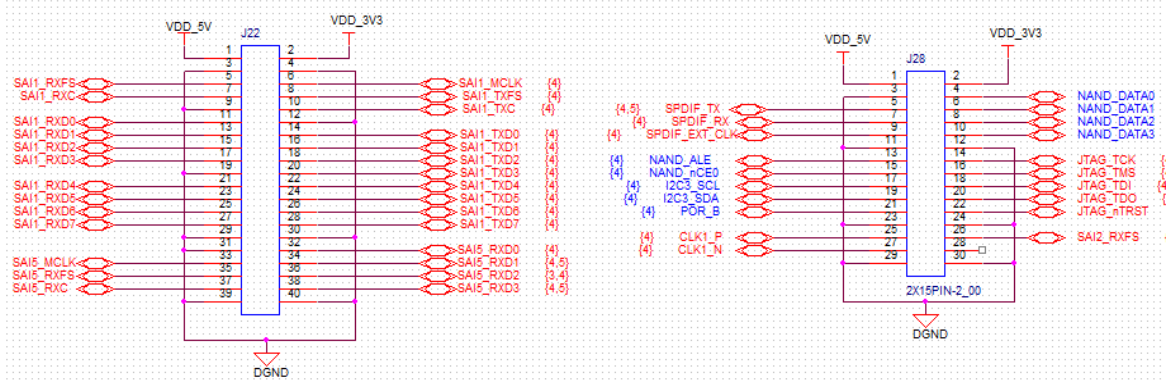 VDD_5V J22 VDD_3V3
1 2
3 4
SAI1_RXFS 5 6 SAI1_MCLK {4}
SAI1_RXC 7 8 SAI1_TXFS {4}
9 10 SAI1_TXC {4}
SAI1_RXD0 11 12
SAI1_RXD1 13 14 SAI1_TXD0 {4}
SAI1_RXD2 15 16 SAI1_TXD1 {4}
SAI1_RXD3 17 18 SAI1_TXD2 {4}
19 20 SAI1_TXD3 {4}
SAI1_RXD4 21 22 SAI1_TXD4 {4}
SAI1_RXD5 23 24 SAI1_TXD5 {4}
SAI1_RXD6 25 26 SAI1_TXD6 {4}
SAI1_RXD7 27 28 SAI1_TXD7 {4}
29 30
31 32 SAI5_RXD0 {4}
SAI5_MCLK 33 34 SAI5_RXD1 {4,5}
SAI5_RXFS 35 36 SAI5_RXD2 {3,4}
SAI5_RXC 37 38 SAI5_RXD3 {4,5}
39 40
DGND
VDD_5V J28 VDD_3V3
1 2
3 4 NAND_DATA0
{4,5} SPDIF_TX 5 6 NAND_DATA1
{4} SPDIF_RX 7 8 NAND_DATA2
{4} SPDIF_EXT_CLK 9 10 NAND_DATA3
11 12
{4} NAND_ALE 13 14 JTAG_TCK
{4} NAND_nCE0 15 16 JTAG_TMS
{4} I2C3_SCL 17 18 JTAG_TDI
{4} I2C3_SDA 19 20 JTAG_TDO
{4} POR_B 21 22 JTAG_nTRST
23 24
{4} CLK1_P 25 26 SAI2_RXFS
{4} CLK1_N 27 28
29 30
2X15PIN-2_00
DGND